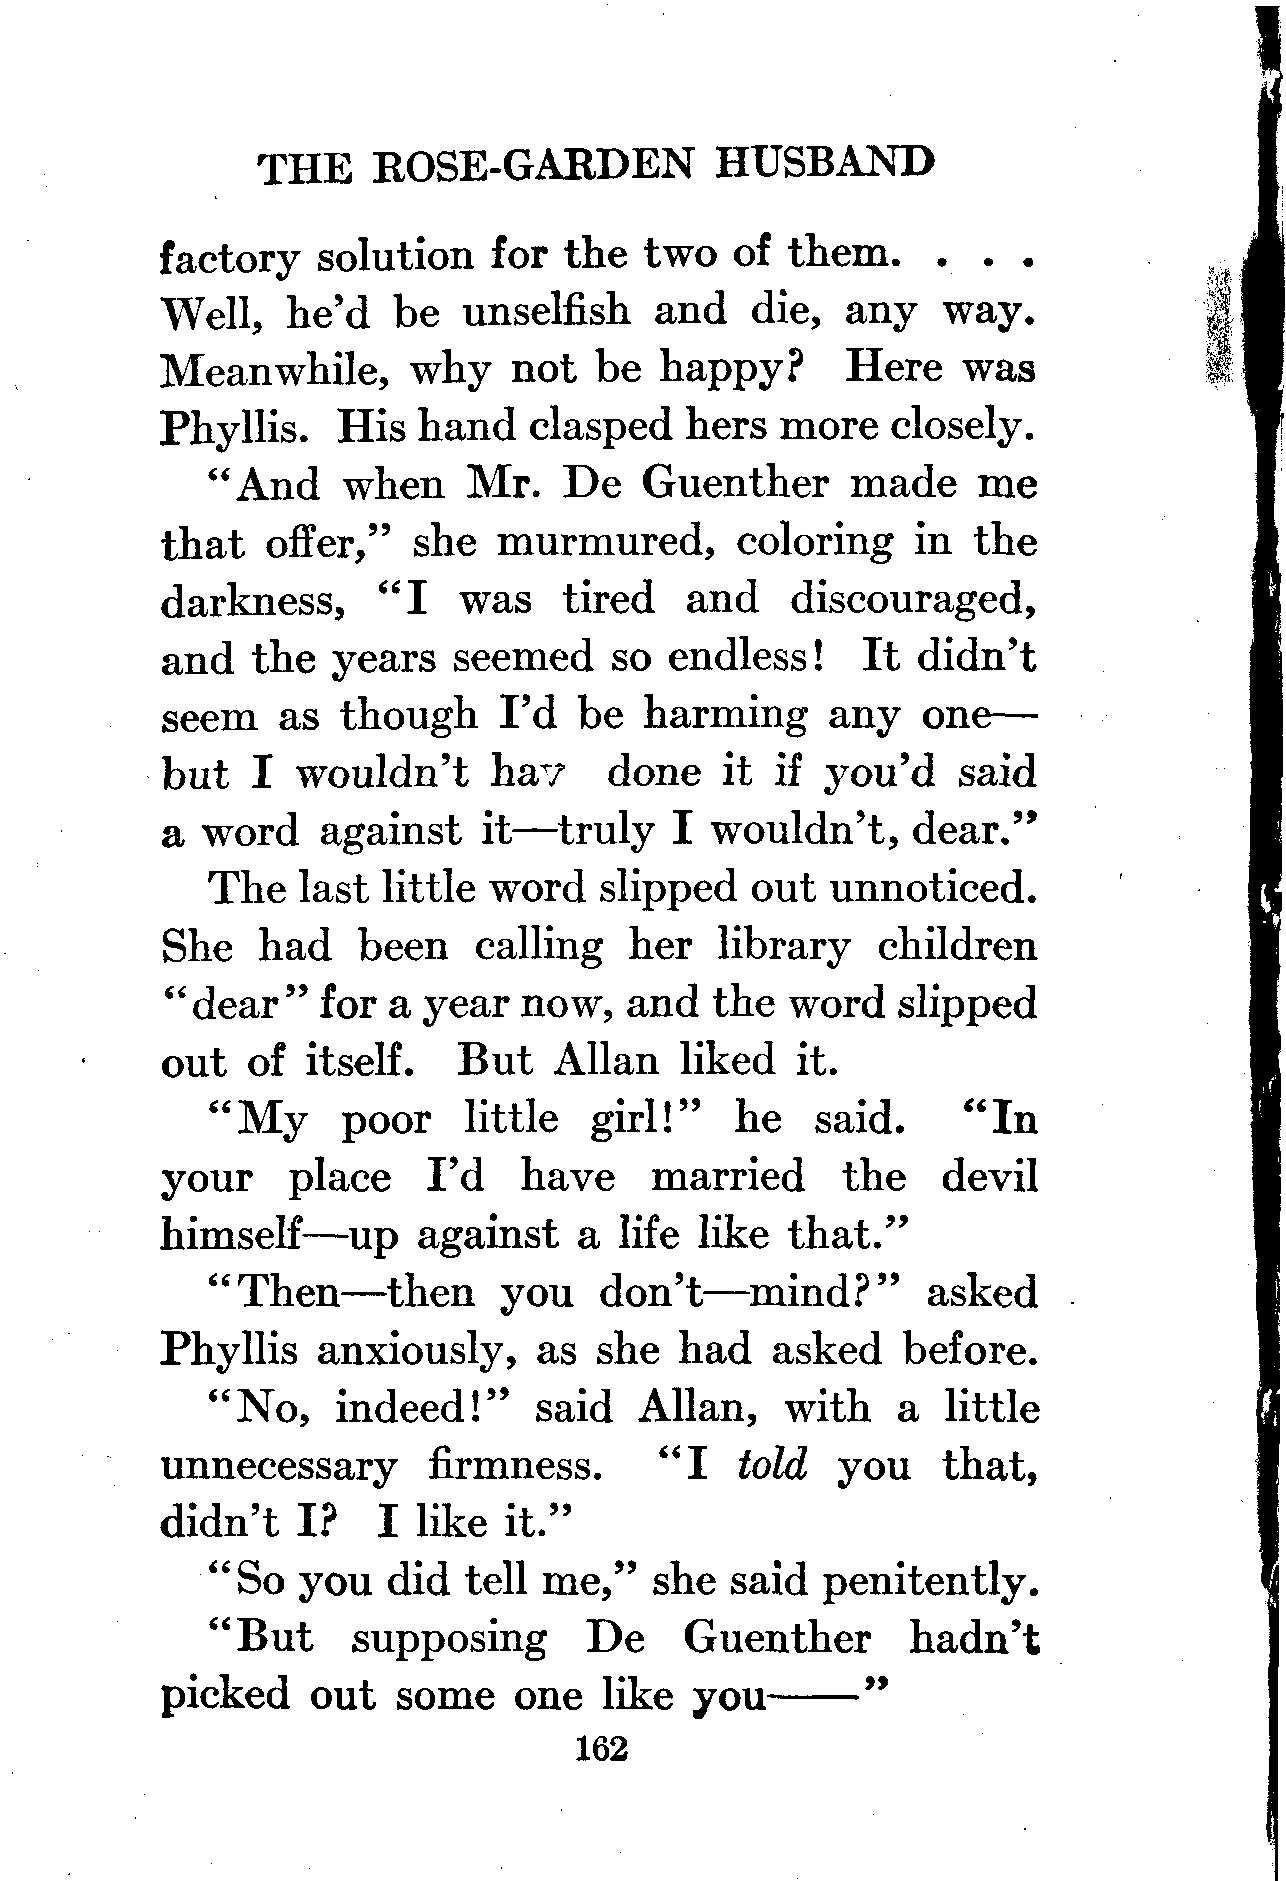 THE ROSE-GARDEN HUSBAND
factory solution for the two of them. . . .
Well, he'd be unselfish and die, any way.
Meanwhile, why not be happy? Here was
Phyllis. His hand clasped hers more closely.
"And when Mr. De Guenther made me
that offer," she murmured, coloring in the
darkness, "I was tired and discouraged,
and the years seemed so endless! It didn't
seem as though I'd be harming any one—
but I wouldn't hav done it if you'd said
a word against it—truly I wouldn't, dear."
The last little word slipped out unnoticed.
She had been calling her library children
"dear" for a year now, and the word slipped
out of itself. But Allan liked it.
"My poor little girl!" he said. "In
your place I'd have married the devil
himself—up against a life like that."
"Then—then you don't—mind?" asked
Phyllis anxiously, as she had asked before.
"No, indeed!" said Allan, with a little
unnecessary firmness. "I told you that,
didn't I? I like it."
"So you did tell me," she said penitently.
"But supposing De Guenther hadn't
picked out some one like you——"
162